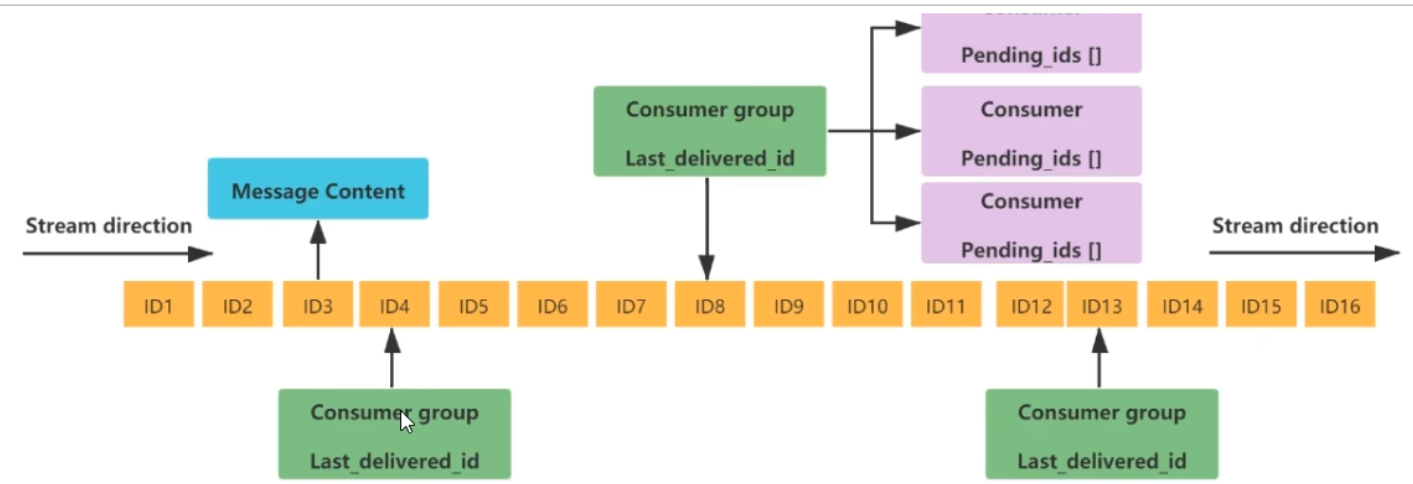 Pending_ids []
Consumer group
Last_delivered_id
Consumer
Pending_ids []
Message Content
Consumer
Pending_ids []
Stream direction
Stream direction
ID1
ID2
ID3
ID4
ID5
ID6
ID7
ID8
ID9
ID10
ID11
ID12
ID13
ID14
ID15
ID16
Consumer group
Last_delivered_id
Consumer group
Last_delivered_id